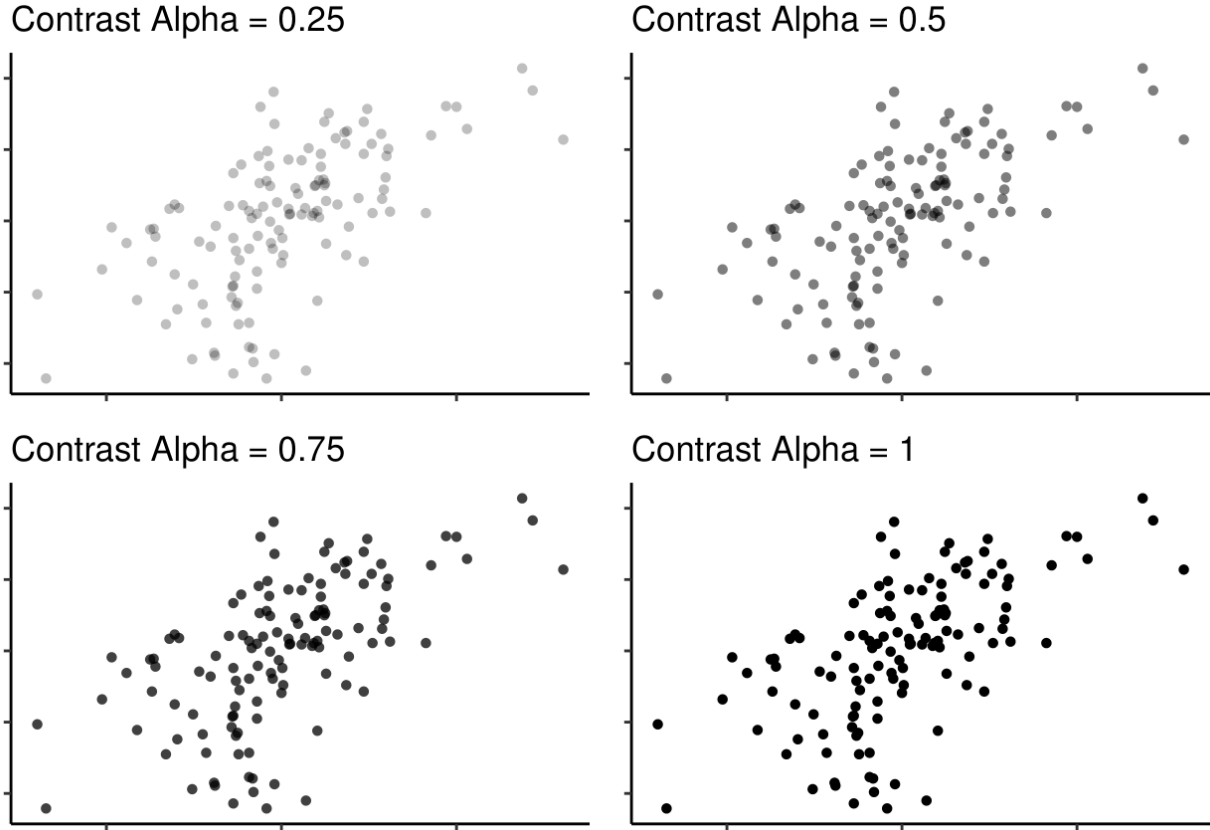 Contrast Alpha = 0.25
Contrast Alpha = 0.5
Contrast Alpha = 0.75
Contrast Alpha = 1